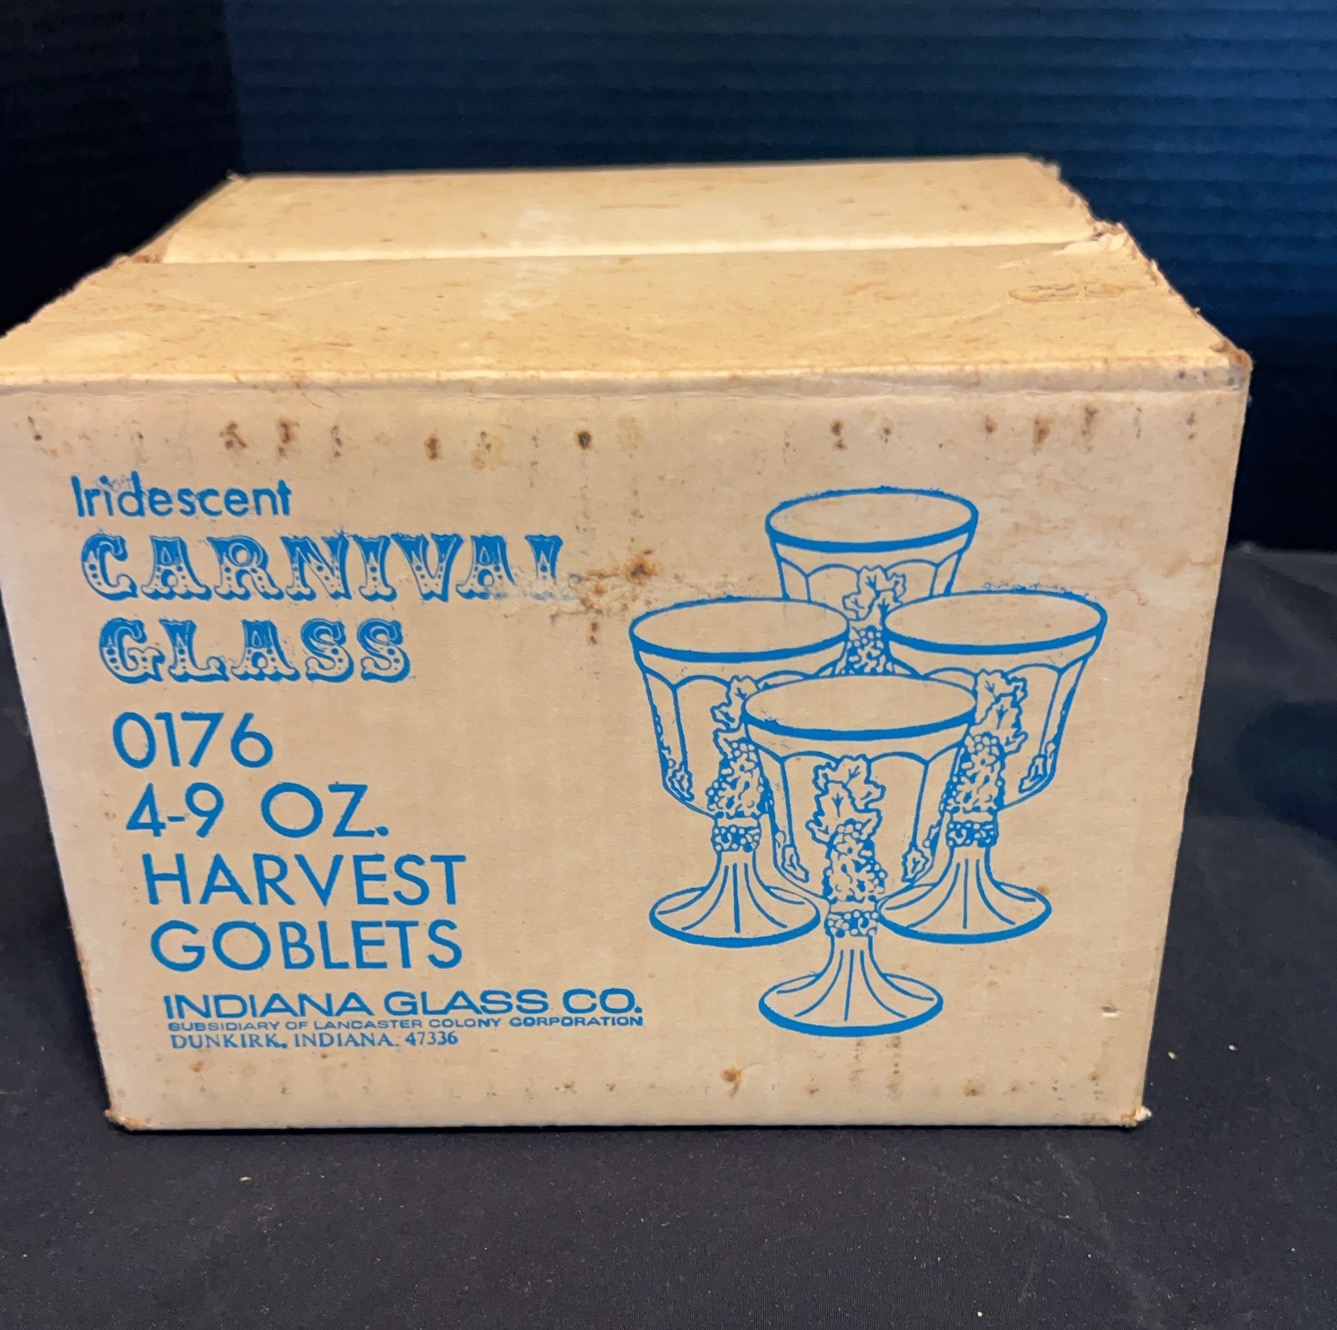 Iridescent
CARNIVAL
GLASS
0176
4-9 OZ.
HARVEST
GOBLETS
INDIANA GLASS CO.
SUBSIDIARY OF LANCASTER COLONY CORPORATION
DUNKIRK, INDIANA. 47336